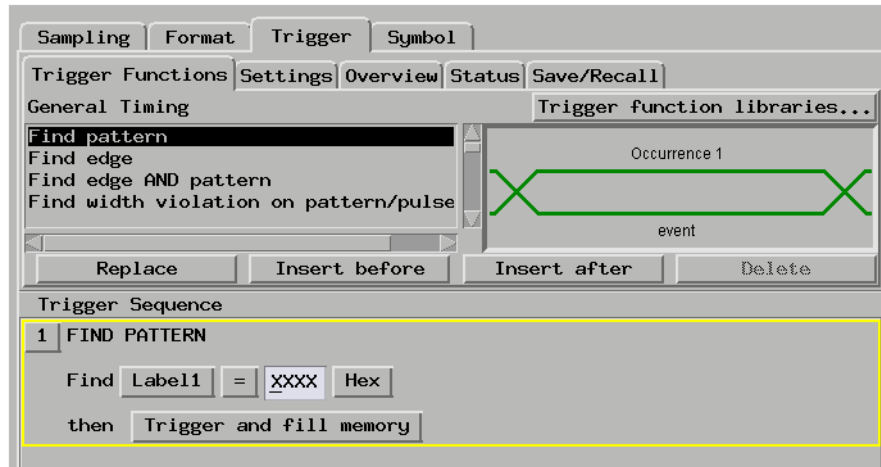 Sampling Format Trigger Symbol
Trigger Functions Settings Overview Status Save/Recall
General Timing Trigger function libraries...
Find pattern
Find edge
Find edge AND pattern
Find width violation on pattern/pulse
Occurrence 1
event
Replace Insert before Insert after Delete
Trigger Sequence
1 FIND PATTERN
Find Label1 = XXXX Hex
then Trigger and fill memory